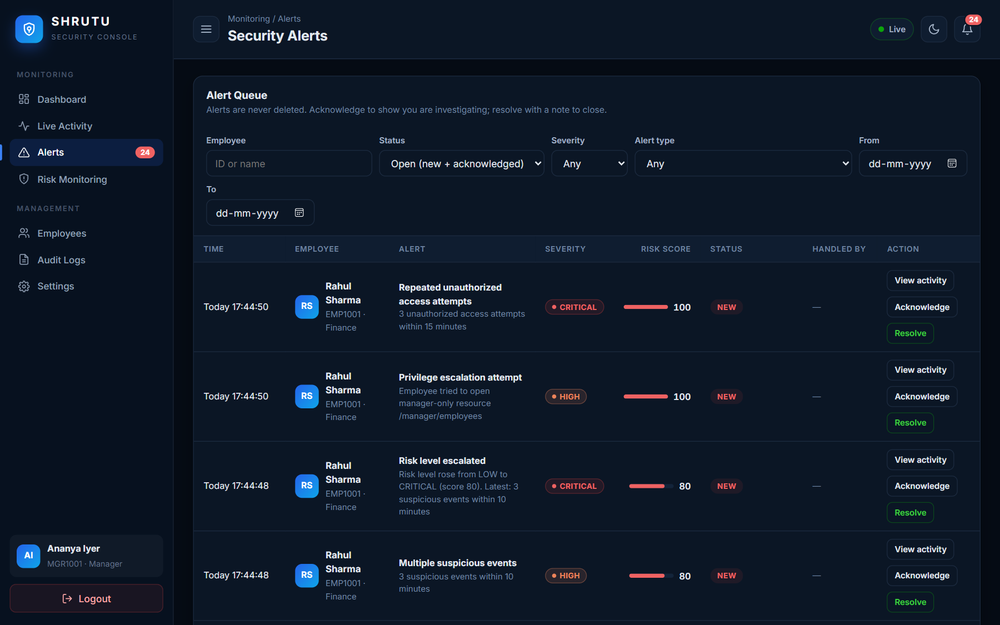 SHRUTU
SECURITY CONSOLE
MONITORING
Dashboard
Live Activity
Alerts 24
Risk Monitoring
MANAGEMENT
Employees
Audit Logs
Settings
AI
Ananya Iyer
MGR1001 · Manager
Logout
Monitoring / Alerts
Security Alerts
Live
24
Alert Queue
Alerts are never deleted. Acknowledge to show you are investigating; resolve with a note to close.
Employee
ID or name
Status
Open (new + acknowledged)
Severity
Any
Alert type
Any
From
dd-mm-yyyy
To
dd-mm-yyyy
TIME EMPLOYEE ALERT SEVERITY RISK SCORE STATUS HANDLED BY ACTION
Today 17:44:50
RS
Rahul
Sharma
EMP1001 ·
Finance
Repeated unauthorized
access attempts
3 unauthorized access attempts
within 15 minutes
CRITICAL
100
NEW
—
View activity
Acknowledge
Resolve
Today 17:44:50
RS
Rahul
Sharma
EMP1001 ·
Finance
Privilege escalation attempt
Employee tried to open
manager-only resource
/manager/employees
HIGH
100
NEW
—
View activity
Acknowledge
Resolve
Today 17:44:48
RS
Rahul
Sharma
EMP1001 ·
Finance
Risk level escalated
Risk level rose from LOW to
CRITICAL (score 80). Latest: 3
suspicious events within 10
minutes
CRITICAL
80
NEW
—
View activity
Acknowledge
Resolve
Today 17:44:48
RS
Rahul
Sharma
EMP1001 ·
Finance
Multiple suspicious events
3 suspicious events within 10
minutes
HIGH
80
NEW
—
View activity
Acknowledge
Resolve